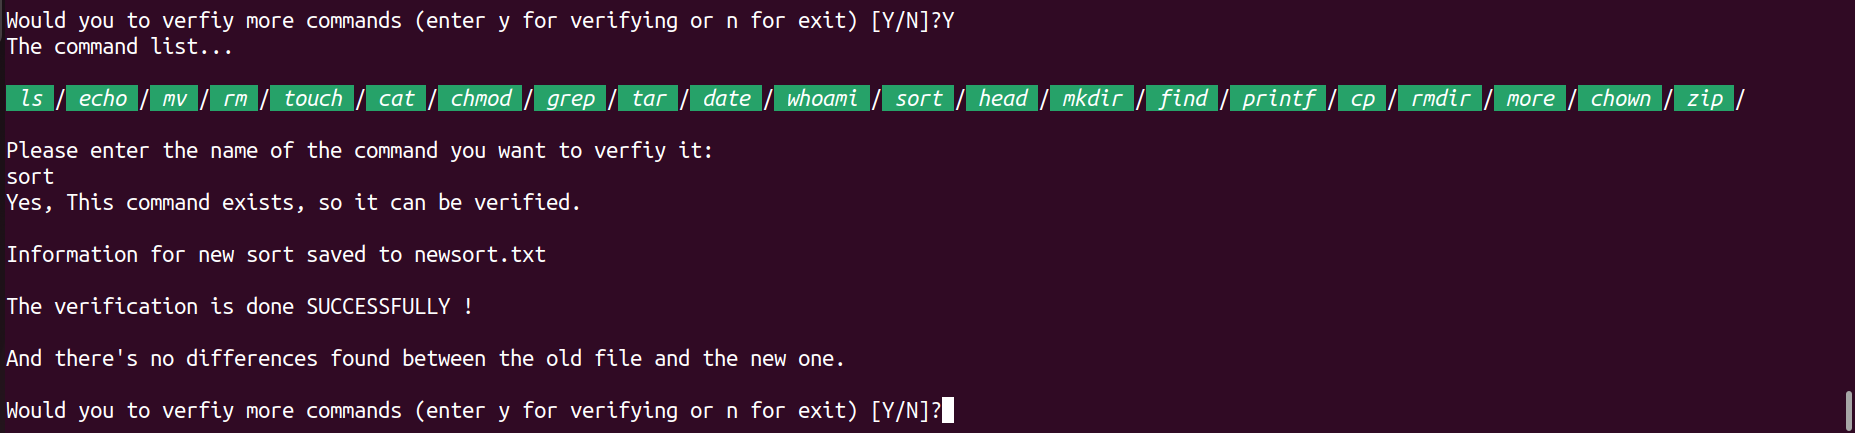 Would you to verfiy more commands (enter y for verifying or n for exit) [Y/N]?Y
The command list...
ls / echo / mv / rm / touch / cat / chmod / grep / tar / date / whoami / sort / head / mkdir / find / printf / cp / rmdir / more / chown / zip /
Please enter the name of the command you want to verfiy it:
sort
Yes, This command exists, so it can be verified.
Information for new sort saved to newsort.txt
The verification is done SUCCESSFULLY !
And there's no differences found between the old file and the new one.
Would you to verfiy more commands (enter y for verifying or n for exit) [Y/N]?